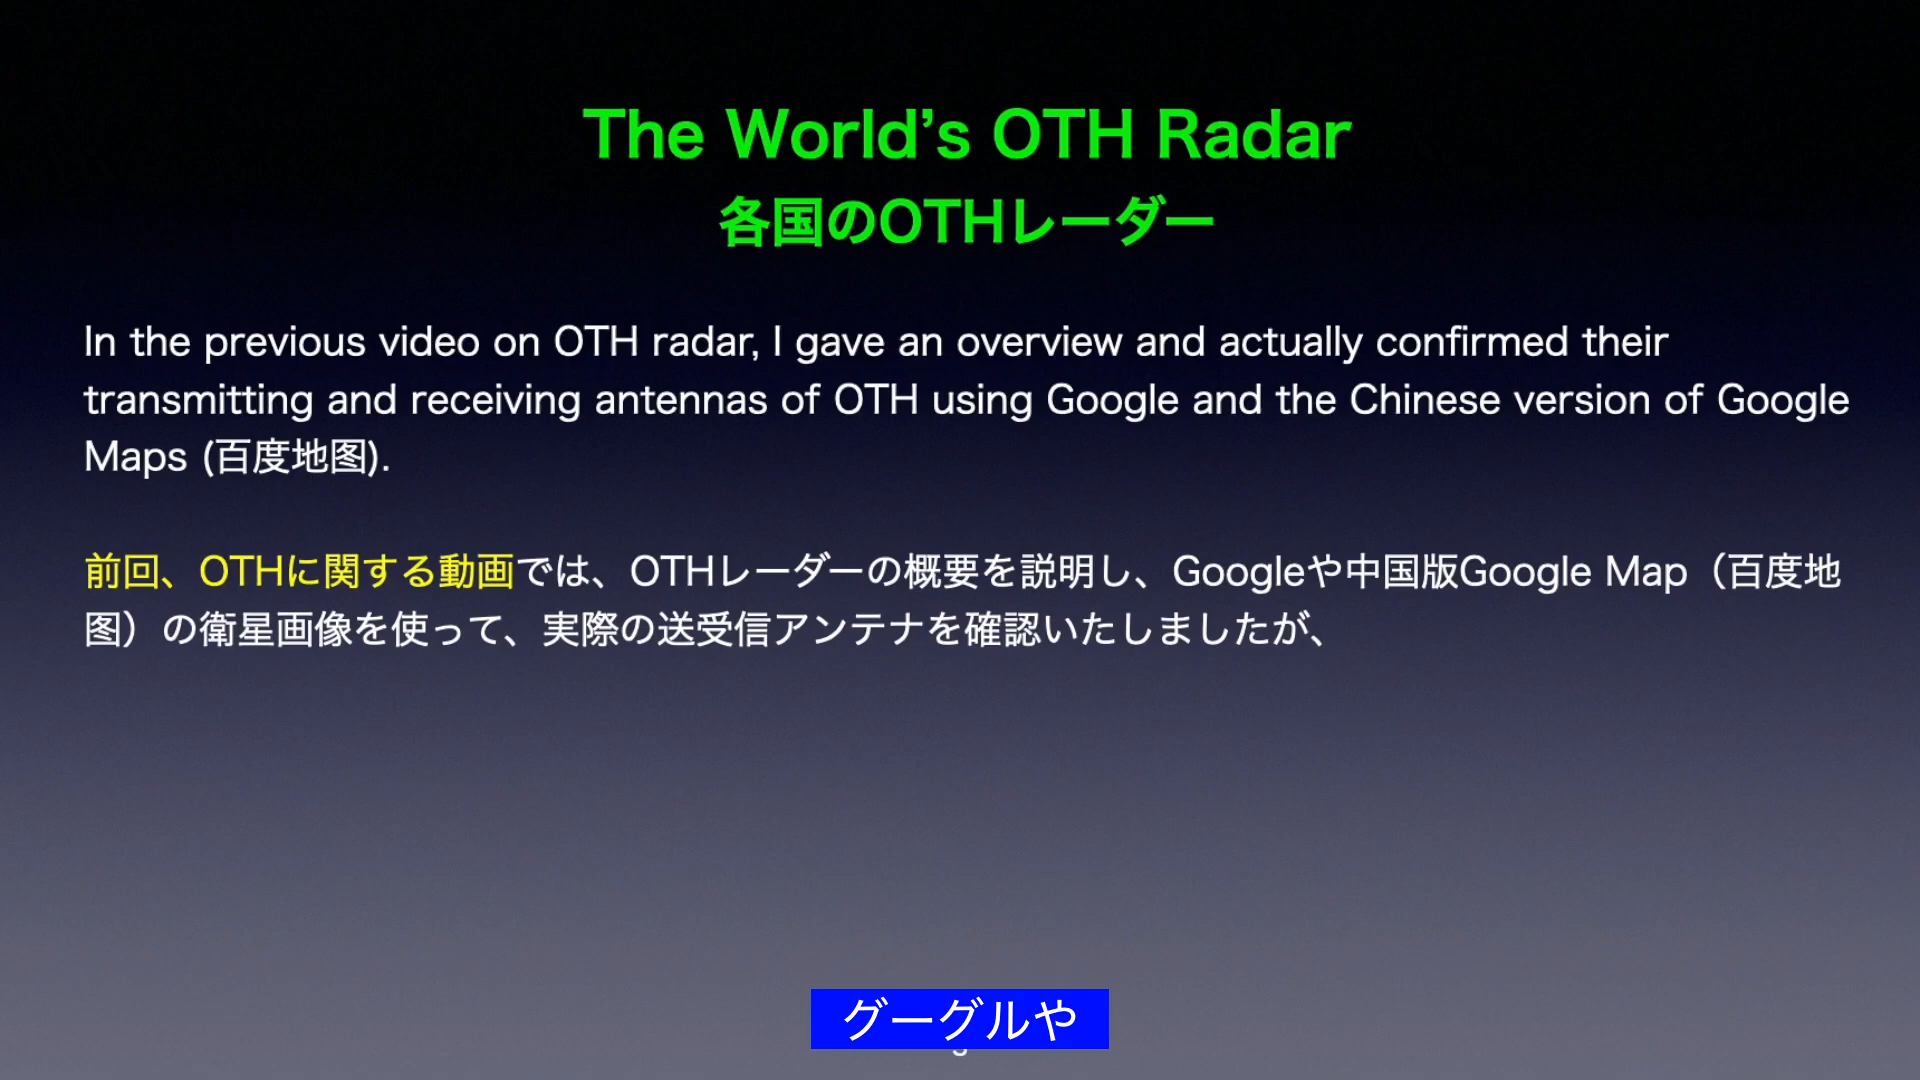 The World’s OTH Radar
各国のOTHレーダー
In the previous video on OTH radar, I gave an overview and actually confirmed their
transmitting and receiving antennas of OTH using Google and the Chinese version of Google
Maps (百度地图).
前回、OTHに関する動画では、OTHレーダーの概要を説明し、Googleや中国版Google Map（百度地
图）の衛星画像を使って、実際の送受信アンテナを確認いたしましたが、
グーグルや